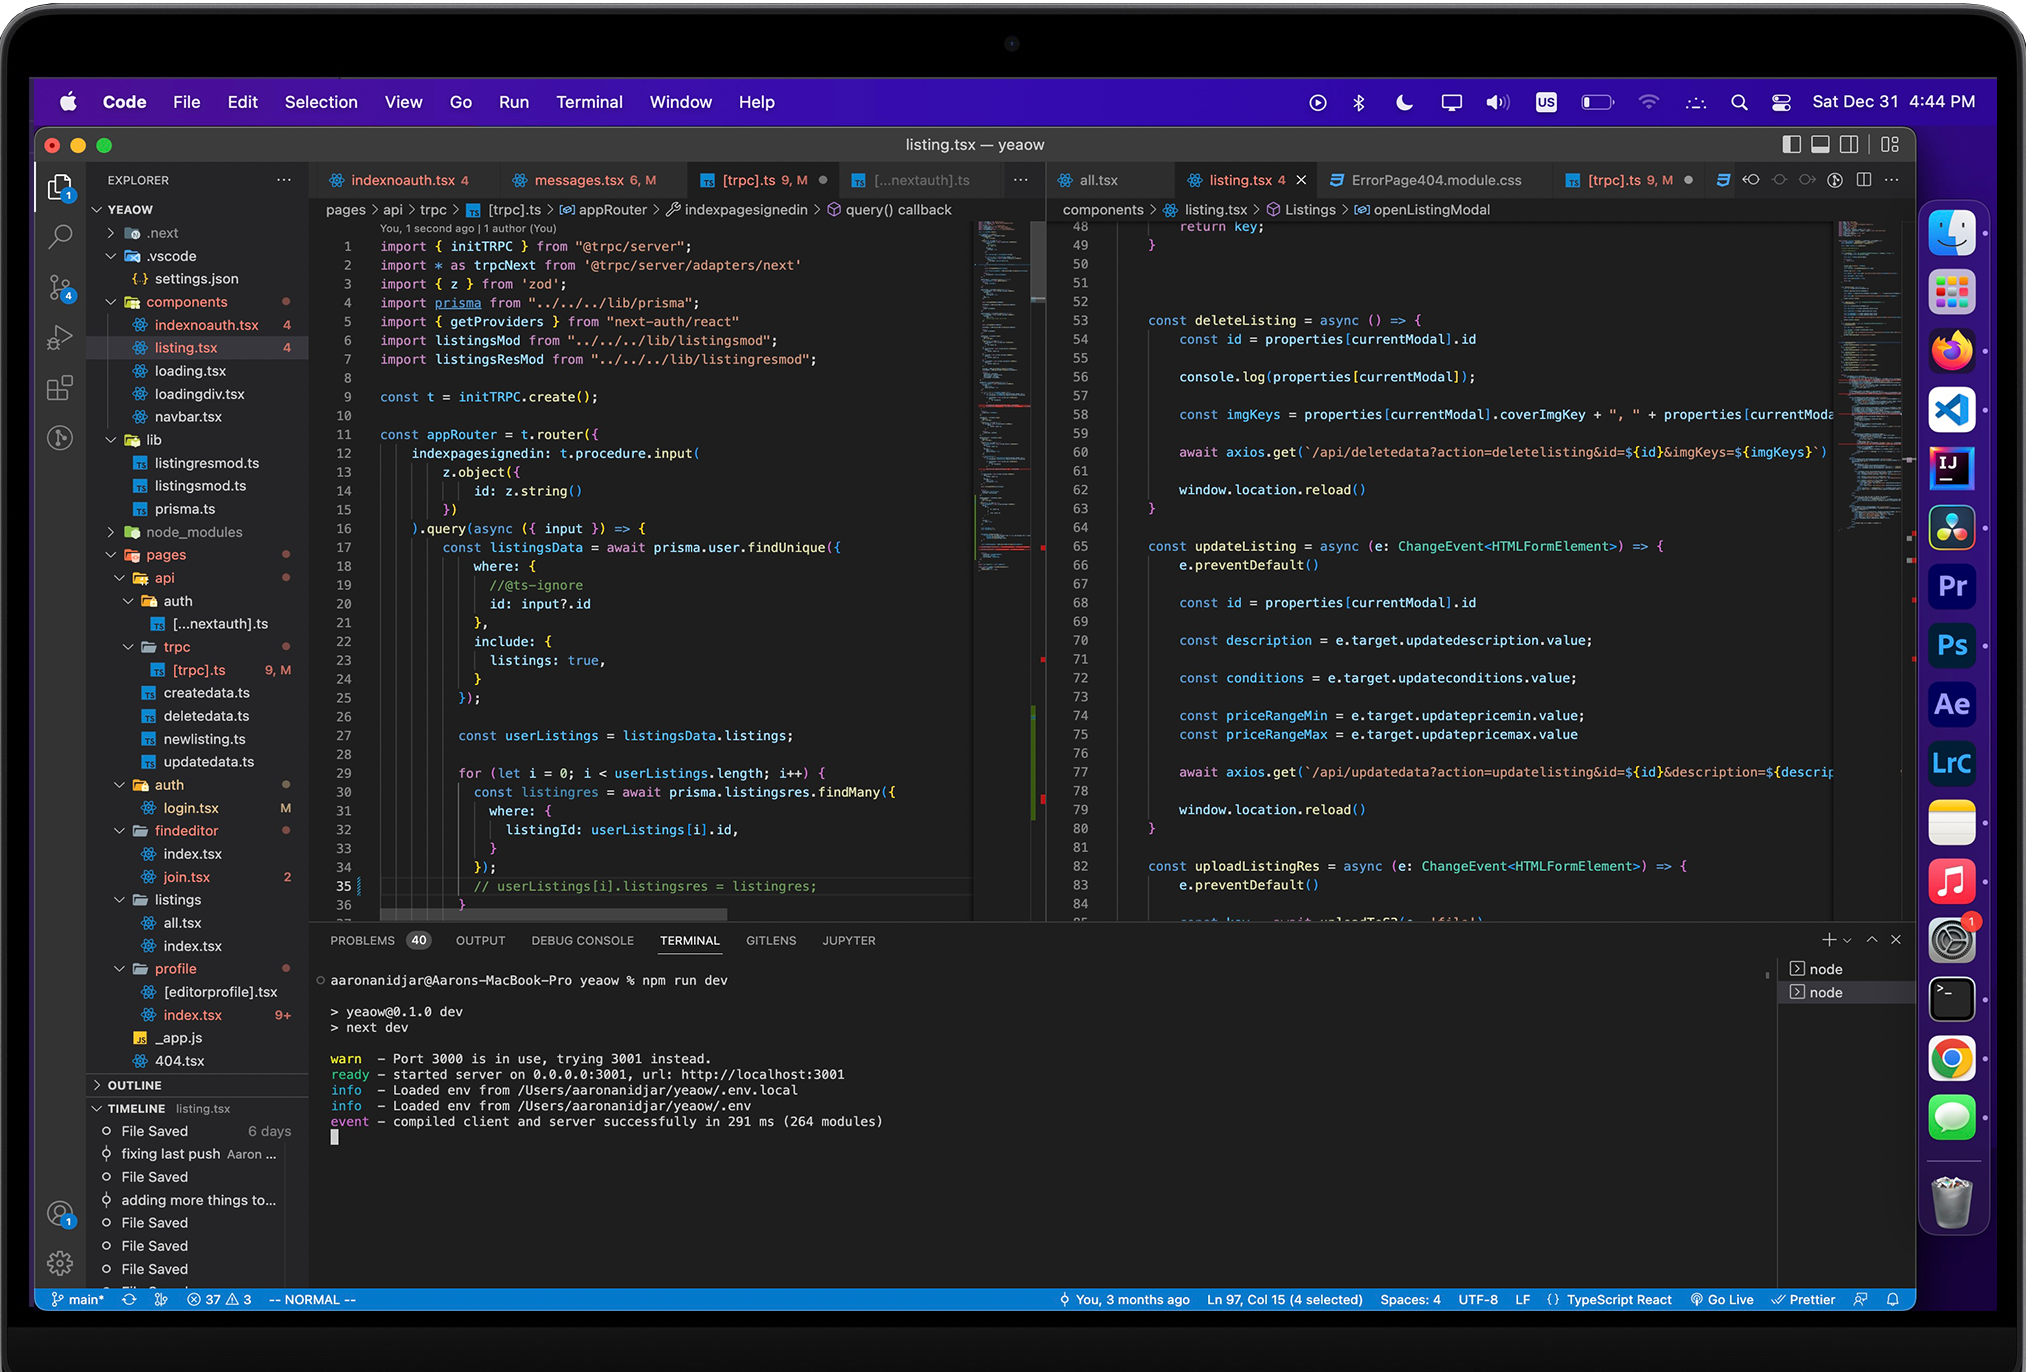 Code File Edit Selection View Go Run Terminal Window Help
US
Sat Dec 31 4:44 PM
listing.tsx — yeaow
EXPLORER
YEAOW
.next
.vscode
{} settings.json
components
indexnoauth.tsx 4
listing.tsx 4
loading.tsx
loadingdiv.tsx
navbar.tsx
lib
listingresmod.ts
listingsmod.ts
prisma.ts
node_modules
pages
api
auth
[...nextauth].ts
trpc
[trpc].ts 9, M
createdata.ts
deletedata.ts
newlisting.ts
updatedata.ts
auth
login.tsx M
findeditor
index.tsx
join.tsx 2
listings
all.tsx
index.tsx
profile
[editorprofile].tsx
index.tsx 9+
_app.js
404.tsx
OUTLINE
TIMELINE listing.tsx
File Saved 6 days
fixing last push Aaron ...
File Saved
adding more things to...
File Saved
File Saved
File Saved
indexnoauth.tsx 4 messages.tsx 6, M [trpc].ts 9, M [...nextauth].ts ...
pages > api > trpc > [trpc].ts > appRouter > indexpagesignedin > query() callback
You, 1 second ago | 1 author (You)
1 import { initTRPC } from "@trpc/server";
2 import * as trpcNext from '@trpc/server/adapters/next'
3 import { z } from 'zod';
4 import prisma from "../../../lib/prisma";
5 import { getProviders } from "next-auth/react"
6 import listingsMod from "../../../lib/listingsmod";
7 import listingsResMod from "../../../lib/listingresmod";
8
9 const t = initTRPC.create();
10
11 const appRouter = t.router({
12 indexpagesignedin: t.procedure.input(
13 z.object({
14 id: z.string()
15 })
16 ).query(async ({ input }) => {
17 const listingsData = await prisma.user.findUnique({
18 where: {
19 //@ts-ignore
20 id: input?.id
21 },
22 include: {
23 listings: true,
24 }
25 });
26
27 const userListings = listingsData.listings;
28
29 for (let i = 0; i < userListings.length; i++) {
30 const listingres = await prisma.listingsres.findMany({
31 where: {
32 listingId: userListings[i].id,
33 }
34 });
35 // userListings[i].listingsres = listingres;
36 }
all.tsx listing.tsx 4 ErrorPage404.module.css [trpc].ts 9, M
components > listing.tsx > Listings > openListingModal
48 return key;
49 }
50
51
52
53 const deleteListing = async () => {
54 const id = properties[currentModal].id
55
56 console.log(properties[currentModal]);
57
58 const imgKeys = properties[currentModal].coverImgKey + ", " + properties[currentModa
59
60 await axios.get(`/api/deletedata?action=deletelisting&id=${id}&imgKeys=${imgKeys}`)
61
62 window.location.reload()
63 }
64
65 const updateListing = async (e: ChangeEvent<HTMLFormElement>) => {
66 e.preventDefault()
67
68 const id = properties[currentModal].id
69
70 const description = e.target.updatedescription.value;
71
72 const conditions = e.target.updateconditions.value;
73
74 const priceRangeMin = e.target.updatepricemin.value;
75 const priceRangeMax = e.target.updatepricemax.value
76
77 await axios.get(`/api/updatedata?action=updatelisting&id=${id}&description=${descrip
78
79 window.location.reload()
80 }
81
82 const uploadListingRes = async (e: ChangeEvent<HTMLFormElement>) => {
83 e.preventDefault()
84
PROBLEMS 40 OUTPUT DEBUG CONSOLE TERMINAL GITLENS JUPYTER
aaronanidjar@Aarons-MacBook-Pro yeaow % npm run dev
> yeaow@0.1.0 dev
> next dev
warn - Port 3000 is in use, trying 3001 instead.
ready - started server on 0.0.0.0:3001, url: http://localhost:3001
info - Loaded env from /Users/aaronanidjar/yeaow/.env.local
info - Loaded env from /Users/aaronanidjar/yeaow/.env
event - compiled client and server successfully in 291 ms (264 modules)
node
node
1
4
1
main* 37 3 -- NORMAL --
You, 3 months ago Ln 97, Col 15 (4 selected) Spaces: 4 UTF-8 LF {} TypeScript React Go Live Prettier
IJ
Pr
Ps
Ae
LrC
1